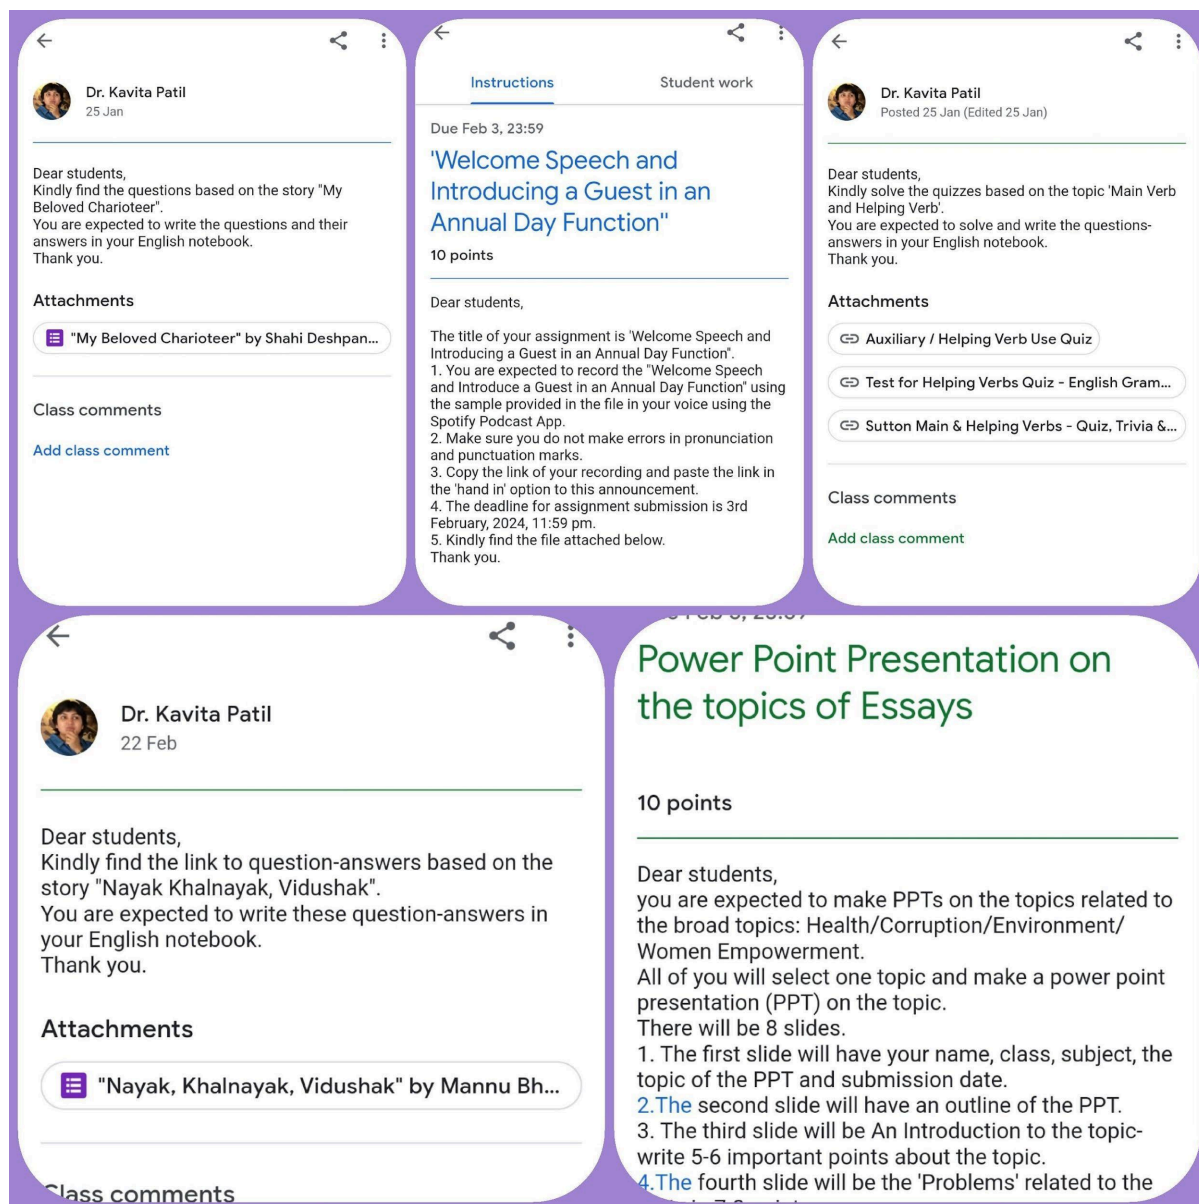 Dr. Kavita Patil
25 Jan
Dear students,
Kindly find the questions based on the story "My
Beloved Charioteer".
You are expected to write the questions and their
answers in your English notebook.
Thank you.
Attachments
"My Beloved Charioteer" by Shahi Deshpan...
Class comments
Add class comment
Instructions
Student work
Due Feb 3, 23:59
'Welcome Speech and
Introducing a Guest in an
Annual Day Function"
10 points
Dear students,
The title of your assignment is 'Welcome Speech and
Introducing a Guest in an Annual Day Function".
1. You are expected to record the "Welcome Speech
and Introduce a Guest in an Annual Day Function" using
the sample provided in the file in your voice using the
Spotify Podcast App.
2. Make sure you do not make errors in pronunciation
and punctuation marks.
3. Copy the link of your recording and paste the link in
the 'hand in' option to this announcement.
4. The deadline for assignment submission is 3rd
February, 2024, 11:59 pm.
5. Kindly find the file attached below.
Thank you.
Dr. Kavita Patil
Posted 25 Jan (Edited 25 Jan)
Dear students,
Kindly solve the quizzes based on the topic 'Main Verb
and Helping Verb'.
You are expected to solve and write the questions-
answers in your English notebook.
Thank you.
Attachments
Auxiliary / Helping Verb Use Quiz
Test for Helping Verbs Quiz - English Gram...
Sutton Main & Helping Verbs - Quiz, Trivia &...
Class comments
Add class comment
Dr. Kavita Patil
22 Feb
Dear students,
Kindly find the link to question-answers based on the
story "Nayak Khalnayak, Vidushak".
You are expected to write these question-answers in
your English notebook.
Thank you.
Attachments
"Nayak, Khalnayak, Vidushak" by Mannu Bh...
Class comments
Power Point Presentation on
the topics of Essays
10 points
Dear students,
you are expected to make PPTs on the topics related to
the broad topics: Health/Corruption/Environment/
Women Empowerment.
All of you will select one topic and make a power point
presentation (PPT) on the topic.
There will be 8 slides.
1. The first slide will have your name, class, subject, the
topic of the PPT and submission date.
2.The second slide will have an outline of the PPT.
3. The third slide will be An Introduction to the topic-
write 5-6 important points about the topic.
4.The fourth slide will be the 'Problems' related to the